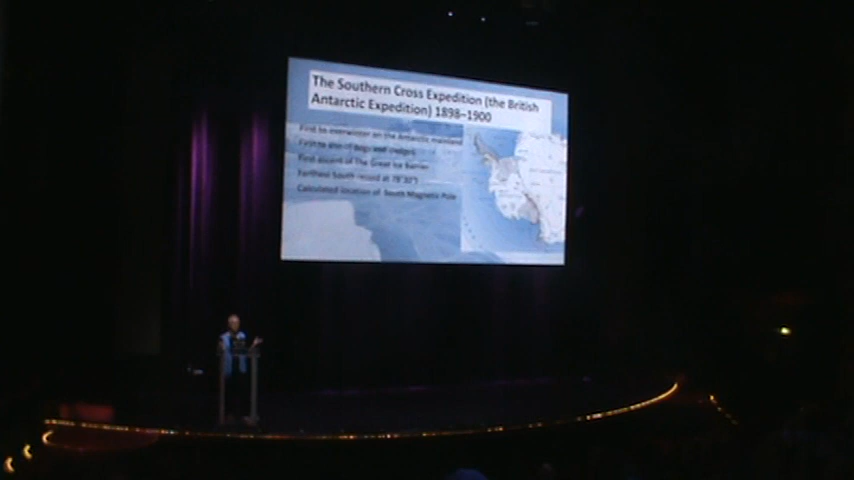 The Southern Cross Expedition (the British
Antarctic Expedition) 1898–1900
First to overwinter on the Antarctic mainland
First to use of dogs and sledges
First ascent of The Great Ice Barrier
Farthest South record at 78°
Calculated location of South Magnetic Pole